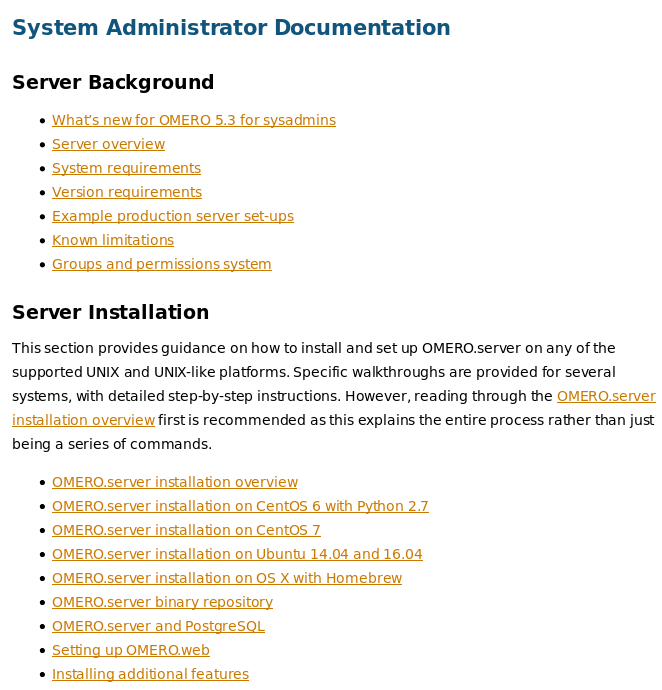 System Administrator Documentation
Server Background
What's new for OMERO 5.3 for sysadmins
Server overview
System requirements
Version requirements
Example production server set-ups
Known limitations
Groups and permissions system
Server Installation
This section provides guidance on how to install and set up OMERO.server on any of the
supported UNIX and UNIX-like platforms. Specific walkthroughs are provided for several
systems, with detailed step-by-step instructions. However, reading through the OMERO.server
installation overview first is recommended as this explains the entire process rather than just
being a series of commands.
OMERO.server installation overview
OMERO.server installation on CentOS 6 with Python 2.7
OMERO.server installation on CentOS 7
OMERO.server installation on Ubuntu 14.04 and 16.04
OMERO.server installation on OS X with Homebrew
OMERO.server binary repository
OMERO.server and PostgreSQL
Setting up OMERO.web
Installing additional features